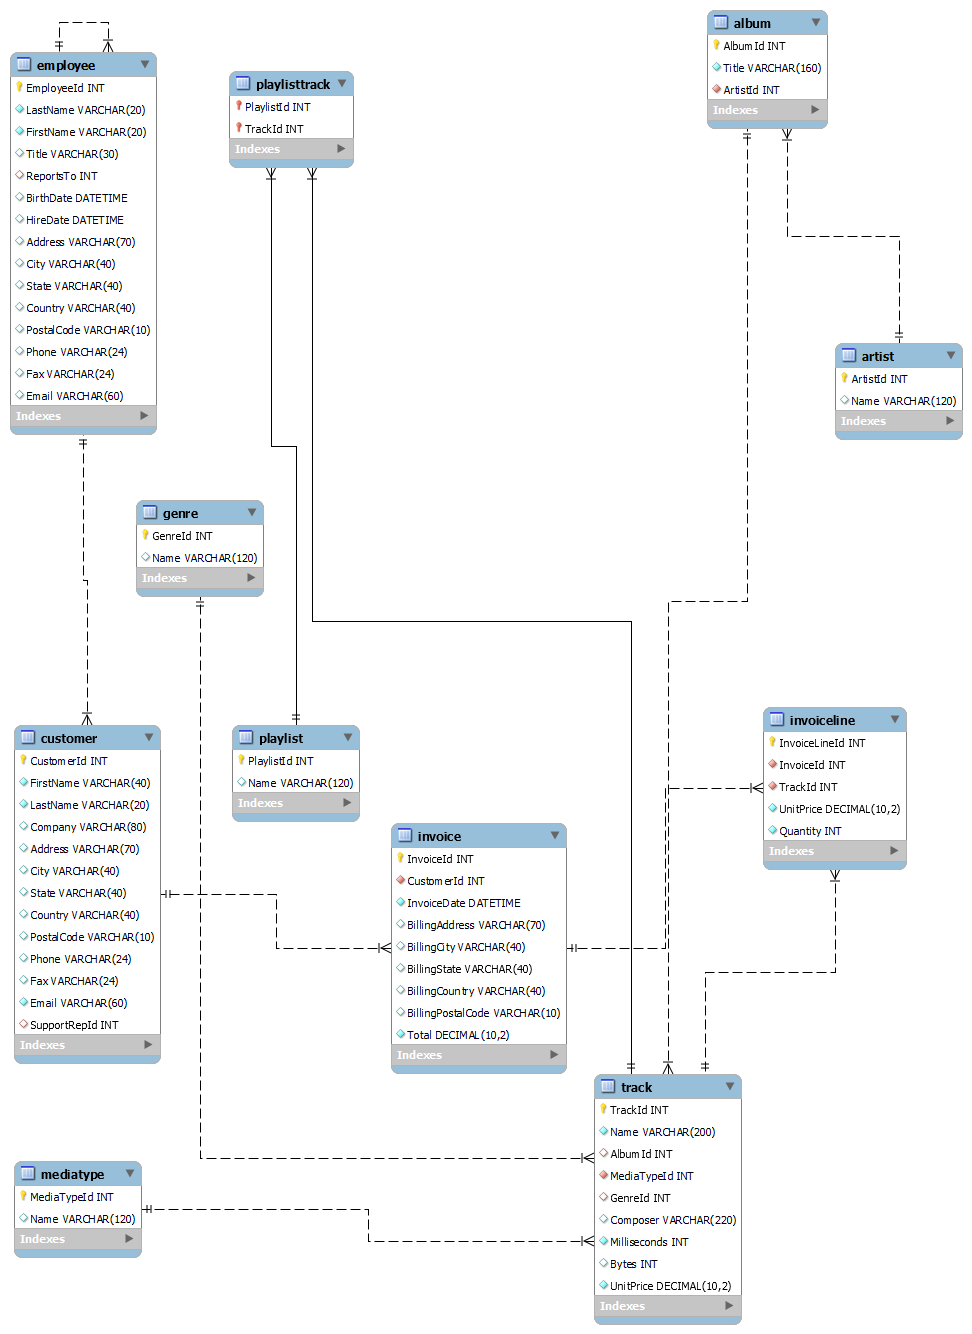 employee
EmployeeId INT
LastName VARCHAR(20)
FirstName VARCHAR(20)
Title VARCHAR(30)
ReportsTo INT
BirthDate DATETIME
HireDate DATETIME
Address VARCHAR(70)
City VARCHAR(40)
State VARCHAR(40)
Country VARCHAR(40)
PostalCode VARCHAR(10)
Phone VARCHAR(24)
Fax VARCHAR(24)
Email VARCHAR(60)
Indexes
playlisttrack
PlaylistId INT
TrackId INT
Indexes
album
AlbumId INT
Title VARCHAR(160)
ArtistId INT
Indexes
artist
ArtistId INT
Name VARCHAR(120)
Indexes
genre
GenreId INT
Name VARCHAR(120)
Indexes
customer
CustomerId INT
FirstName VARCHAR(40)
LastName VARCHAR(20)
Company VARCHAR(80)
Address VARCHAR(70)
City VARCHAR(40)
State VARCHAR(40)
Country VARCHAR(40)
PostalCode VARCHAR(10)
Phone VARCHAR(24)
Fax VARCHAR(24)
Email VARCHAR(60)
SupportRepId INT
Indexes
playlist
PlaylistId INT
Name VARCHAR(120)
Indexes
invoice
InvoiceId INT
CustomerId INT
InvoiceDate DATETIME
BillingAddress VARCHAR(70)
BillingCity VARCHAR(40)
BillingState VARCHAR(40)
BillingCountry VARCHAR(40)
BillingPostalCode VARCHAR(10)
Total DECIMAL(10,2)
Indexes
invoiceline
InvoiceLineId INT
InvoiceId INT
TrackId INT
UnitPrice DECIMAL(10,2)
Quantity INT
Indexes
mediatype
MediaTypeId INT
Name VARCHAR(120)
Indexes
track
TrackId INT
Name VARCHAR(200)
AlbumId INT
MediaTypeId INT
GenreId INT
Composer VARCHAR(220)
Milliseconds INT
Bytes INT
UnitPrice DECIMAL(10,2)
Indexes